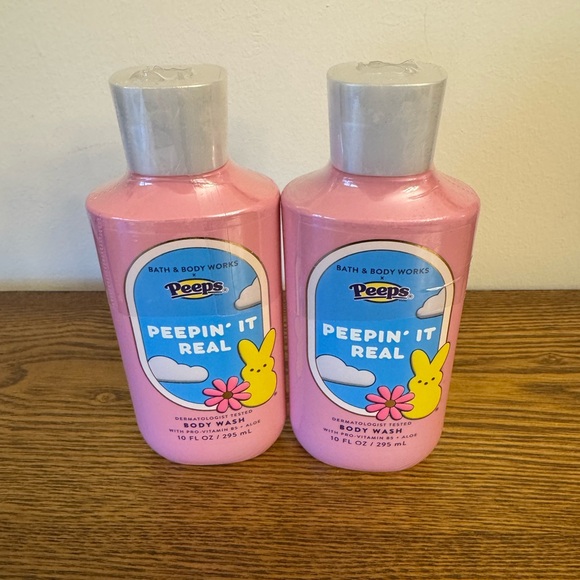 BATH & BODY WORKS
x
Peeps
PEEPIN' IT
REAL
DERMATOLOGIST TESTED
BODY WASH
WITH PRO-VITAMIN B5 + ALOE
10 FL OZ / 295 mL
BATH & BODY WORKS
x
Peeps
PEEPIN' IT
REAL
DERMATOLOGIST TESTED
BODY WASH
WITH PRO-VITAMIN B5 + ALOE
10 FL OZ / 295 mL